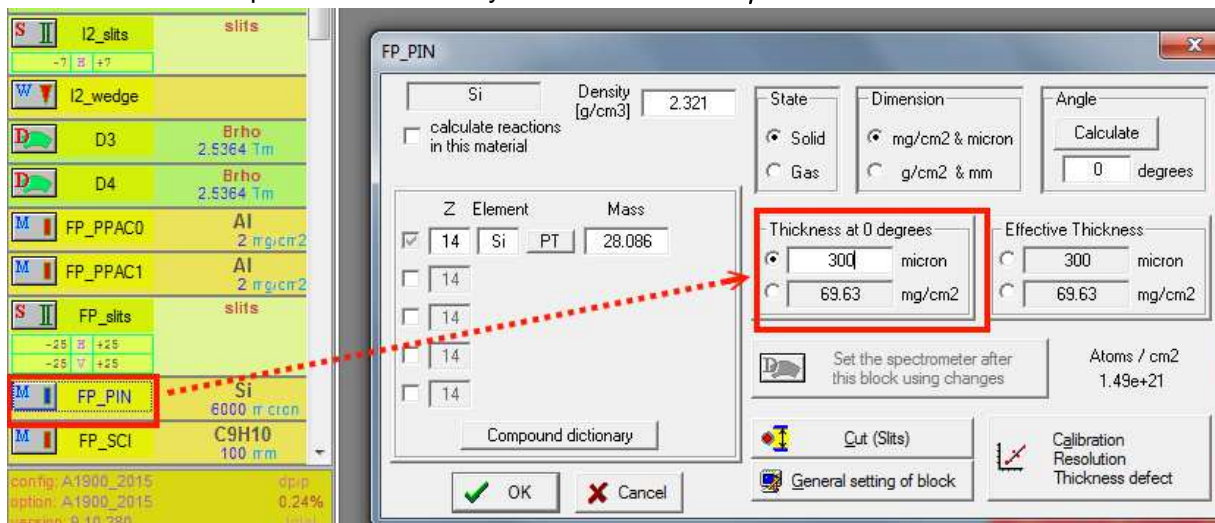 S I2_slits slits
-7 H +7
W I2_wedge
D D3 Brho
2.5364 Tm
D D4 Brho
2.5364 Tm
M FP_PPAC0 Al
2 mg/cm2
M FP_PPAC1 Al
2 mg/cm2
S FP_slits slits
-25 H +25
-25 V +25
M FP_PIN Si
6000 micron
M FP_SCI C9H10
100 mm
config: A1900_2015 dp/p
option: A1900_2015 0.24%
FP_PIN
Si Density [g/cm3] 2.321
calculate reactions
in this material
Z Element Mass
14 Si PT 28.086
14
14
14
14
Compound dictionary
OK Cancel
State
Solid
Gas
Dimension
mg/cm2 & micron
g/cm2 & mm
Angle
Calculate
0 degrees
Thickness at 0 degrees
300 micron
69.63 mg/cm2
Effective Thickness
300 micron
69.63 mg/cm2
D Set the spectrometer after
this block using changes
Atoms / cm2
1.49e+21
Cut (Slits)
General setting of block
Calibration
Resolution
Thickness defect